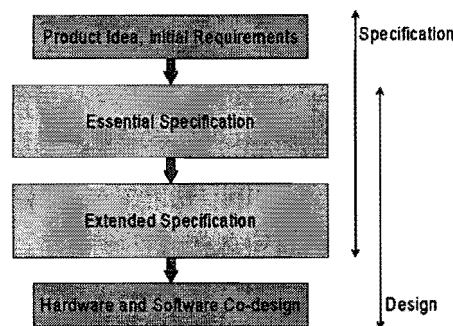 Product Idea, Initial Requirements
Specification
Essential Specification
Extended Specification
Hardware and Software Co-design
Design